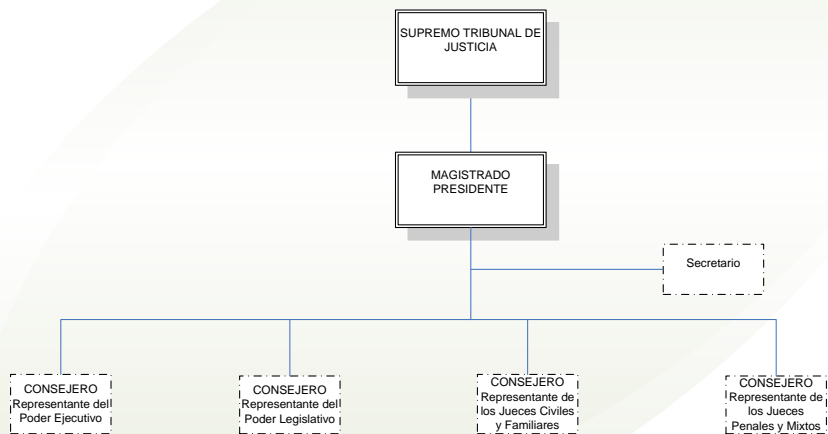 SUPREMO TRIBUNAL DE
JUSTICIA
MAGISTRADO
PRESIDENTE
Secretario
CONSEJERO
Representante del
Poder Ejecutivo
CONSEJERO
Representante del
Poder Legislativo
CONSEJERO
Representante de
los Jueces Civiles
y Familiares
CONSEJERO
Representante de
los Jueces
Penales y Mixtos